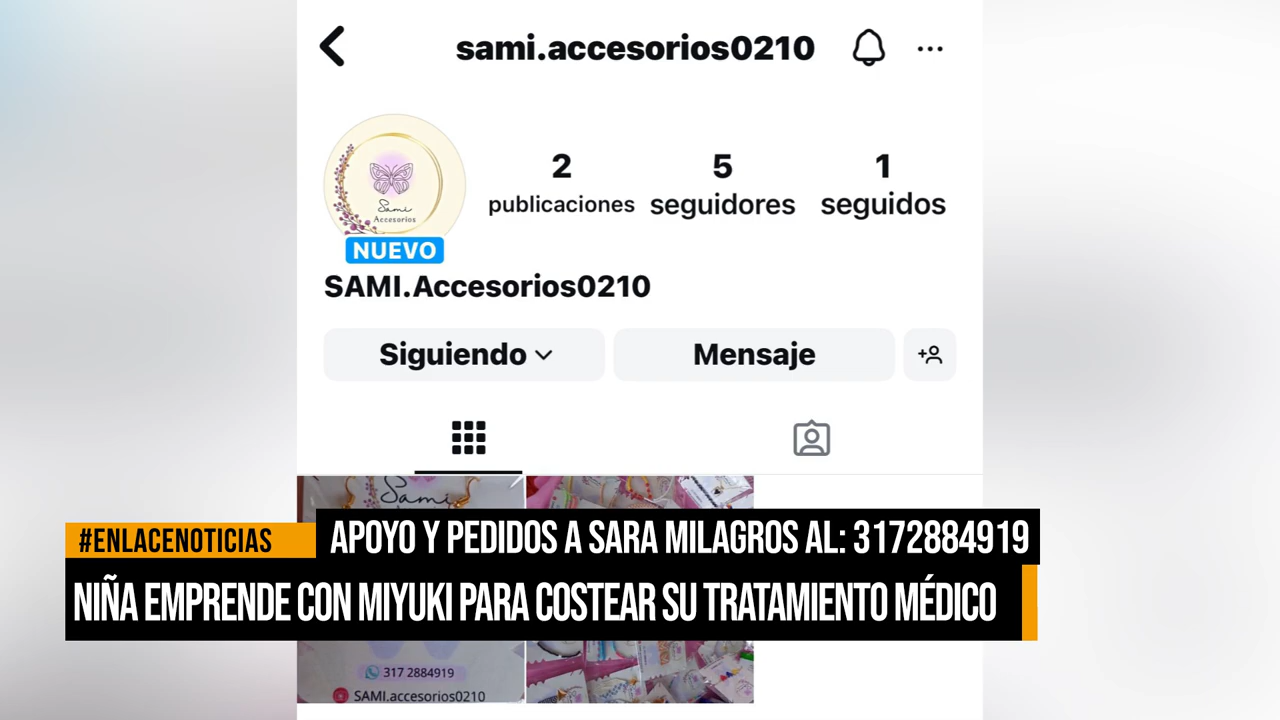 sami.accesorios0210
Sami
Accesorios
NUEVO
2
publicaciones
5
seguidores
1
seguidos
SAMI.Accesorios0210
Siguiendo
Mensaje
Sami
#ENLACENOTICIAS
APOYO Y PEDIDOS A SARA MILAGROS AL: 3172884919
NIÑA EMPRENDE CON MIYUKI PARA COSTEAR SU TRATAMIENTO MÉDICO
317 2884919
SAMI.accesorios0210